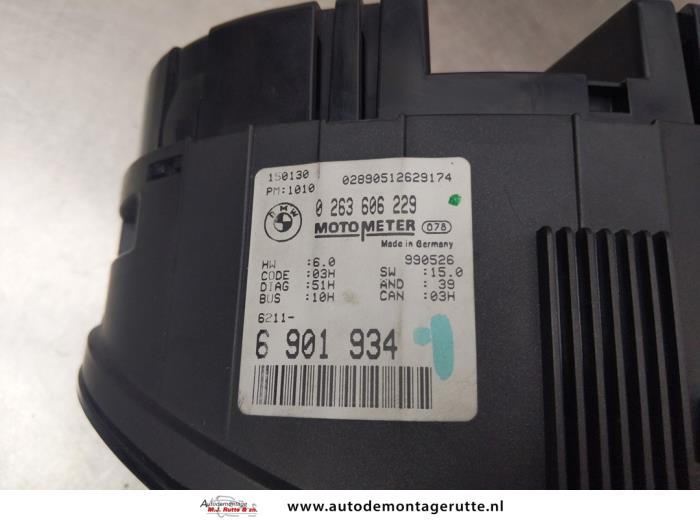 150130 02890512629174
PM:1010
BMW 0 263 606 229
MOTOMETER 078
Made in Germany
HW :6.0 990526
CODE :03H SW :15.0
DIAG :51H AND : 39
BUS :10H CAN :03H
6211-
6 901 934
Autodemontage
M.J. Rutte & zn.
www.autodemontagerutte.nl